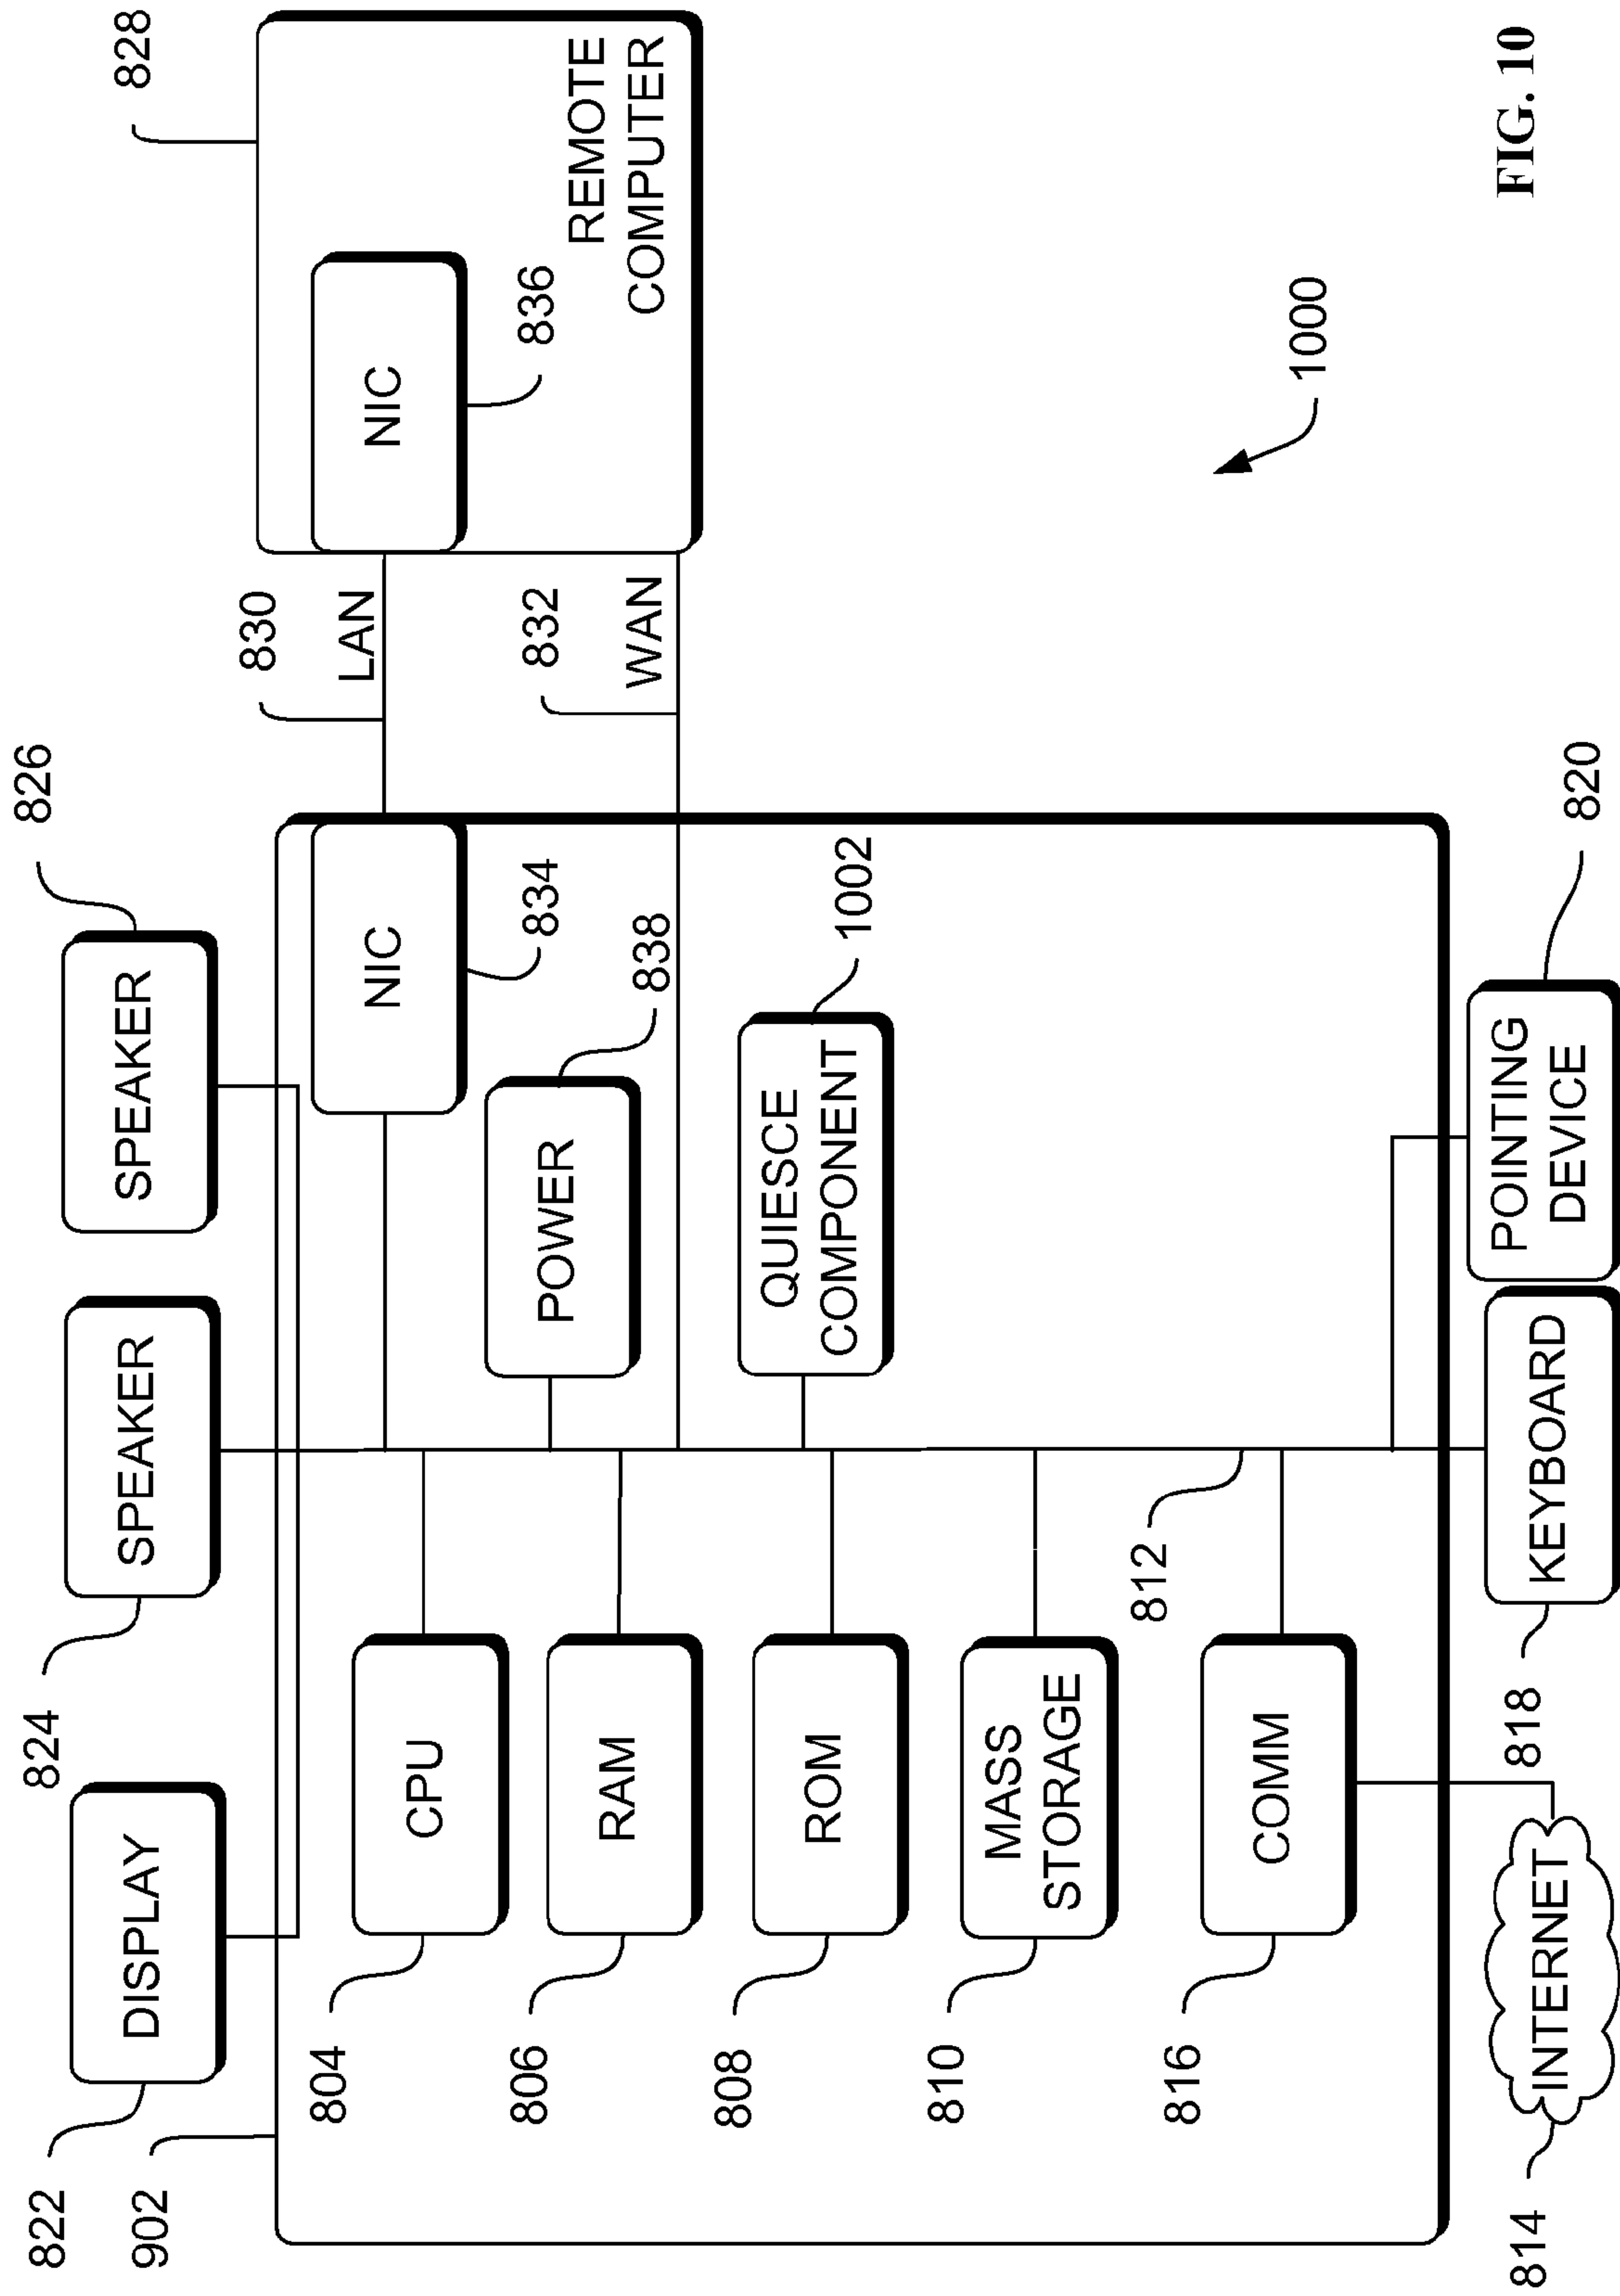 822
DISPLAY
824
SPEAKER
826
SPEAKER
828
902
804
CPU
806
RAM
808
ROM
810
MASS
STORAGE
816
COMM
812
NIC
834
POWER
838
QUIESCE
COMPONENT
1002
830
LAN
832
WAN
NIC
836
REMOTE
COMPUTER
814
INTERNET
818
KEYBOARD
POINTING
DEVICE
820
1000
FIG. 10